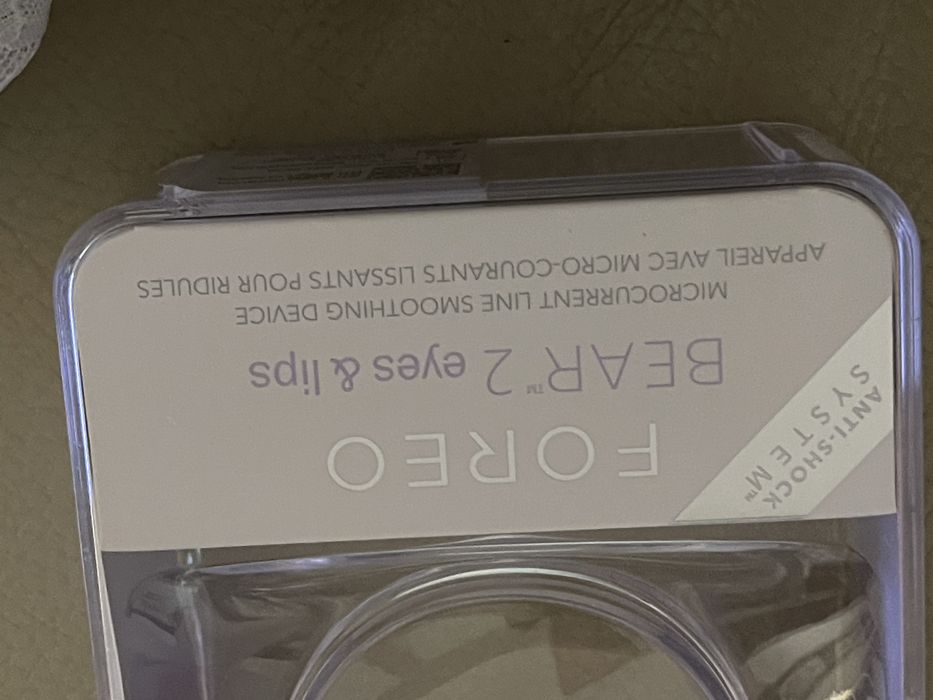 FOREO
BEAR™ 2 eyes & lips
MICROCURRENT LINE SMOOTHING DEVICE
APPAREIL AVEC MICRO-COURANTS LISSANTS POUR RIDULES
ANTI-SHOCK
SYSTEM™